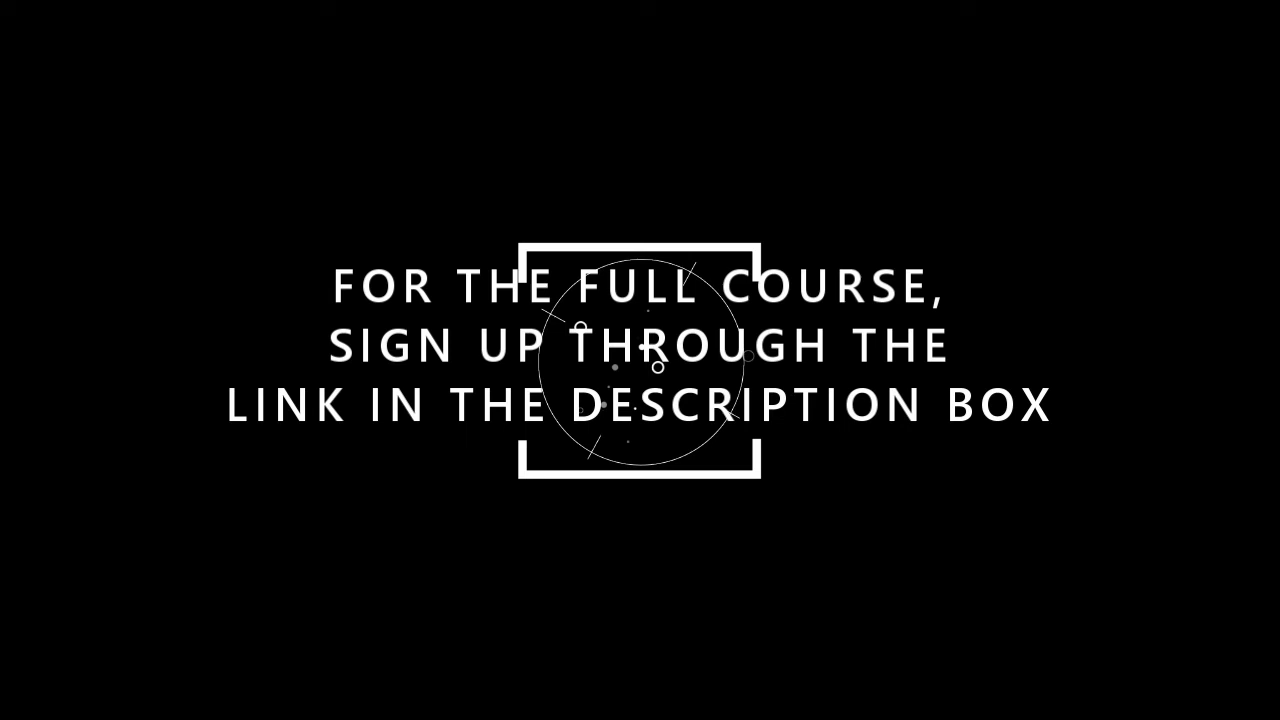 FOR THE FULL COURSE,
SIGN UP THROUGH THE
LINK IN THE DESCRIPTION BOX